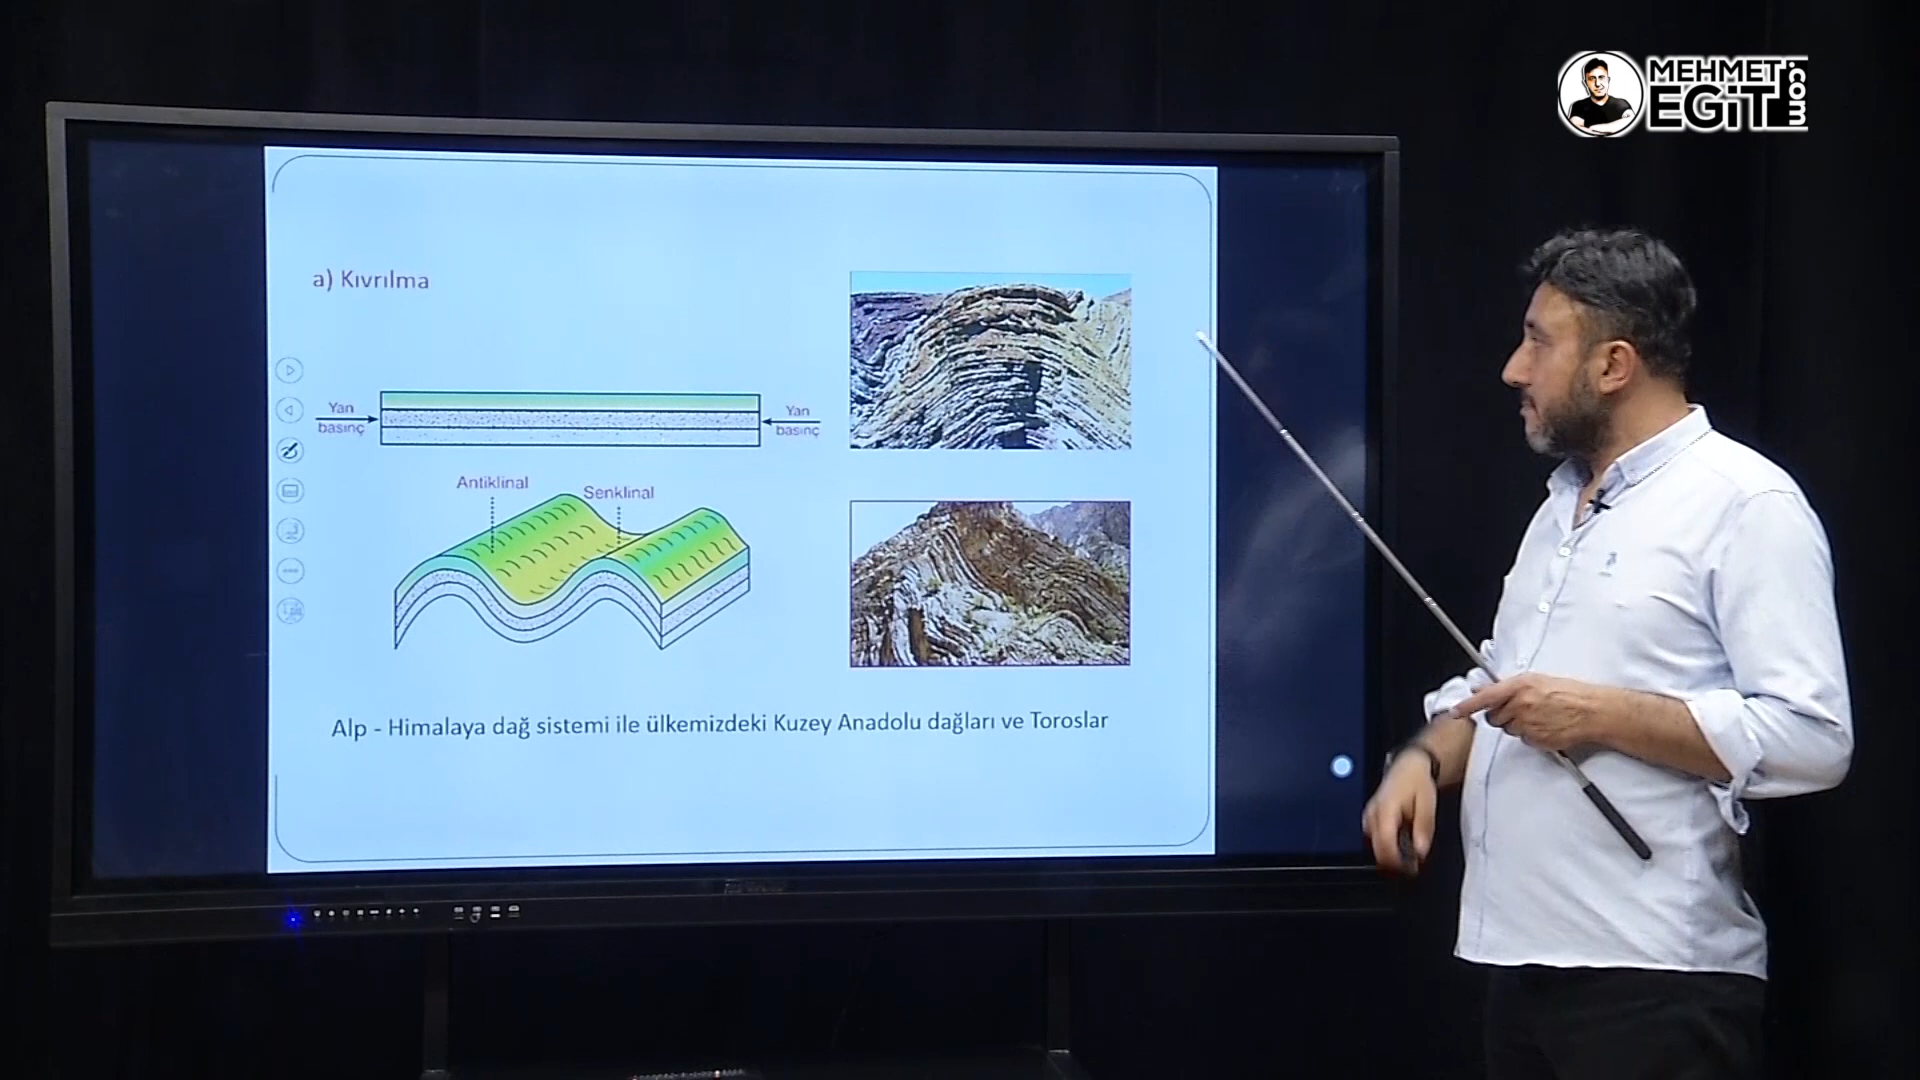 MEHMET
EGiT
.com
a) Kıvrılma
Yan
basınç
Yan
basınç
Antiklinal
Senklinal
Alp - Himalaya dağ sistemi ile ülkemizdeki Kuzey Anadolu dağları ve Toroslar